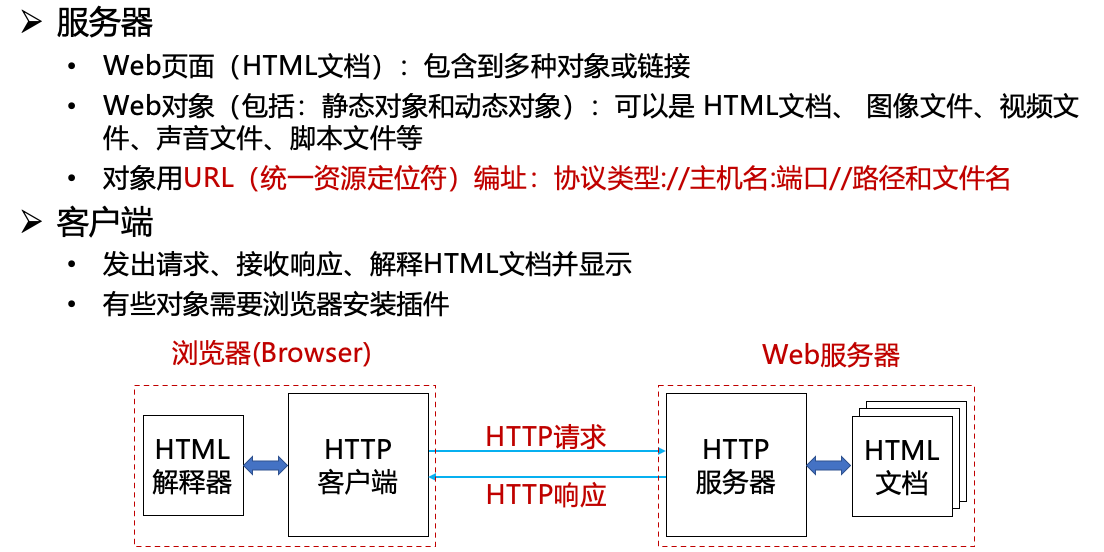 ➢ 服务器
• Web页面（HTML文档）：包含到多种对象或链接
• Web对象（包括：静态对象和动态对象）：可以是 HTML文档、 图像文件、视频文
件、声音文件、脚本文件等
• 对象用URL（统一资源定位符）编址：协议类型://主机名:端口//路径和文件名
➢ 客户端
• 发出请求、接收响应、解释HTML文档并显示
• 有些对象需要浏览器安装插件
浏览器(Browser)
Web服务器
HTML
解释器
HTTP
客户端
HTTP请求
HTTP响应
HTTP
服务器
HTML
文档